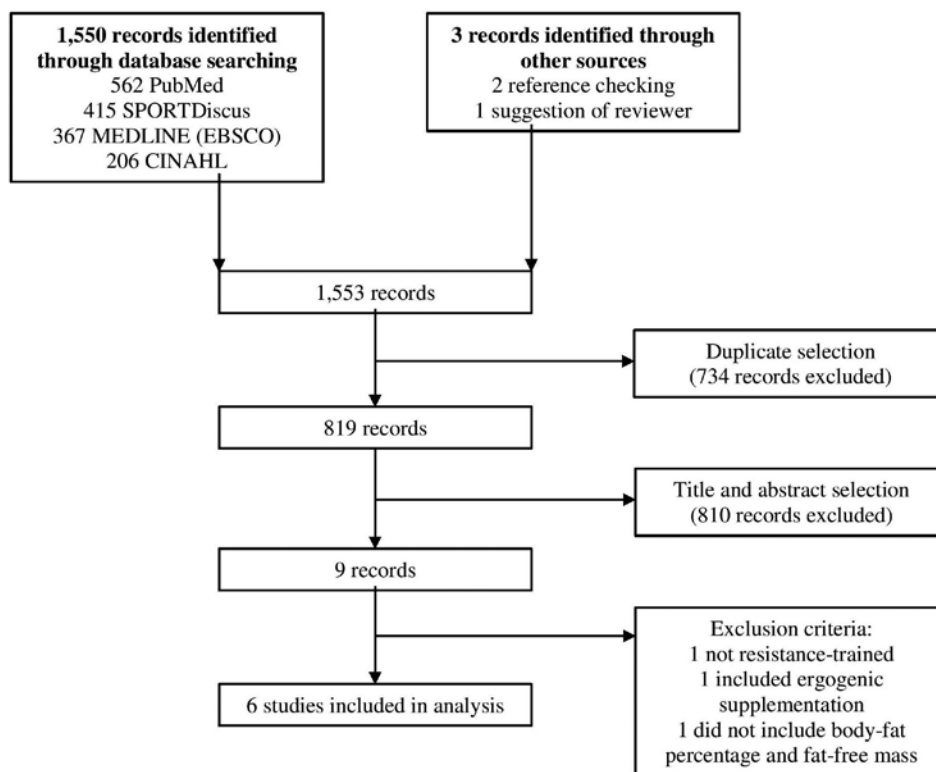 1,550 records identified
through database searching
562 PubMed
415 SPORTDiscus
367 MEDLINE (EBSCO)
206 CINAHL
3 records identified through
other sources
2 reference checking
1 suggestion of reviewer
1,553 records
Duplicate selection
(734 records excluded)
819 records
Title and abstract selection
(810 records excluded)
9 records
Exclusion criteria:
1 not resistance-trained
1 included ergogenic
supplementation
1 did not include body-fat
percentage and fat-free mass
6 studies included in analysis